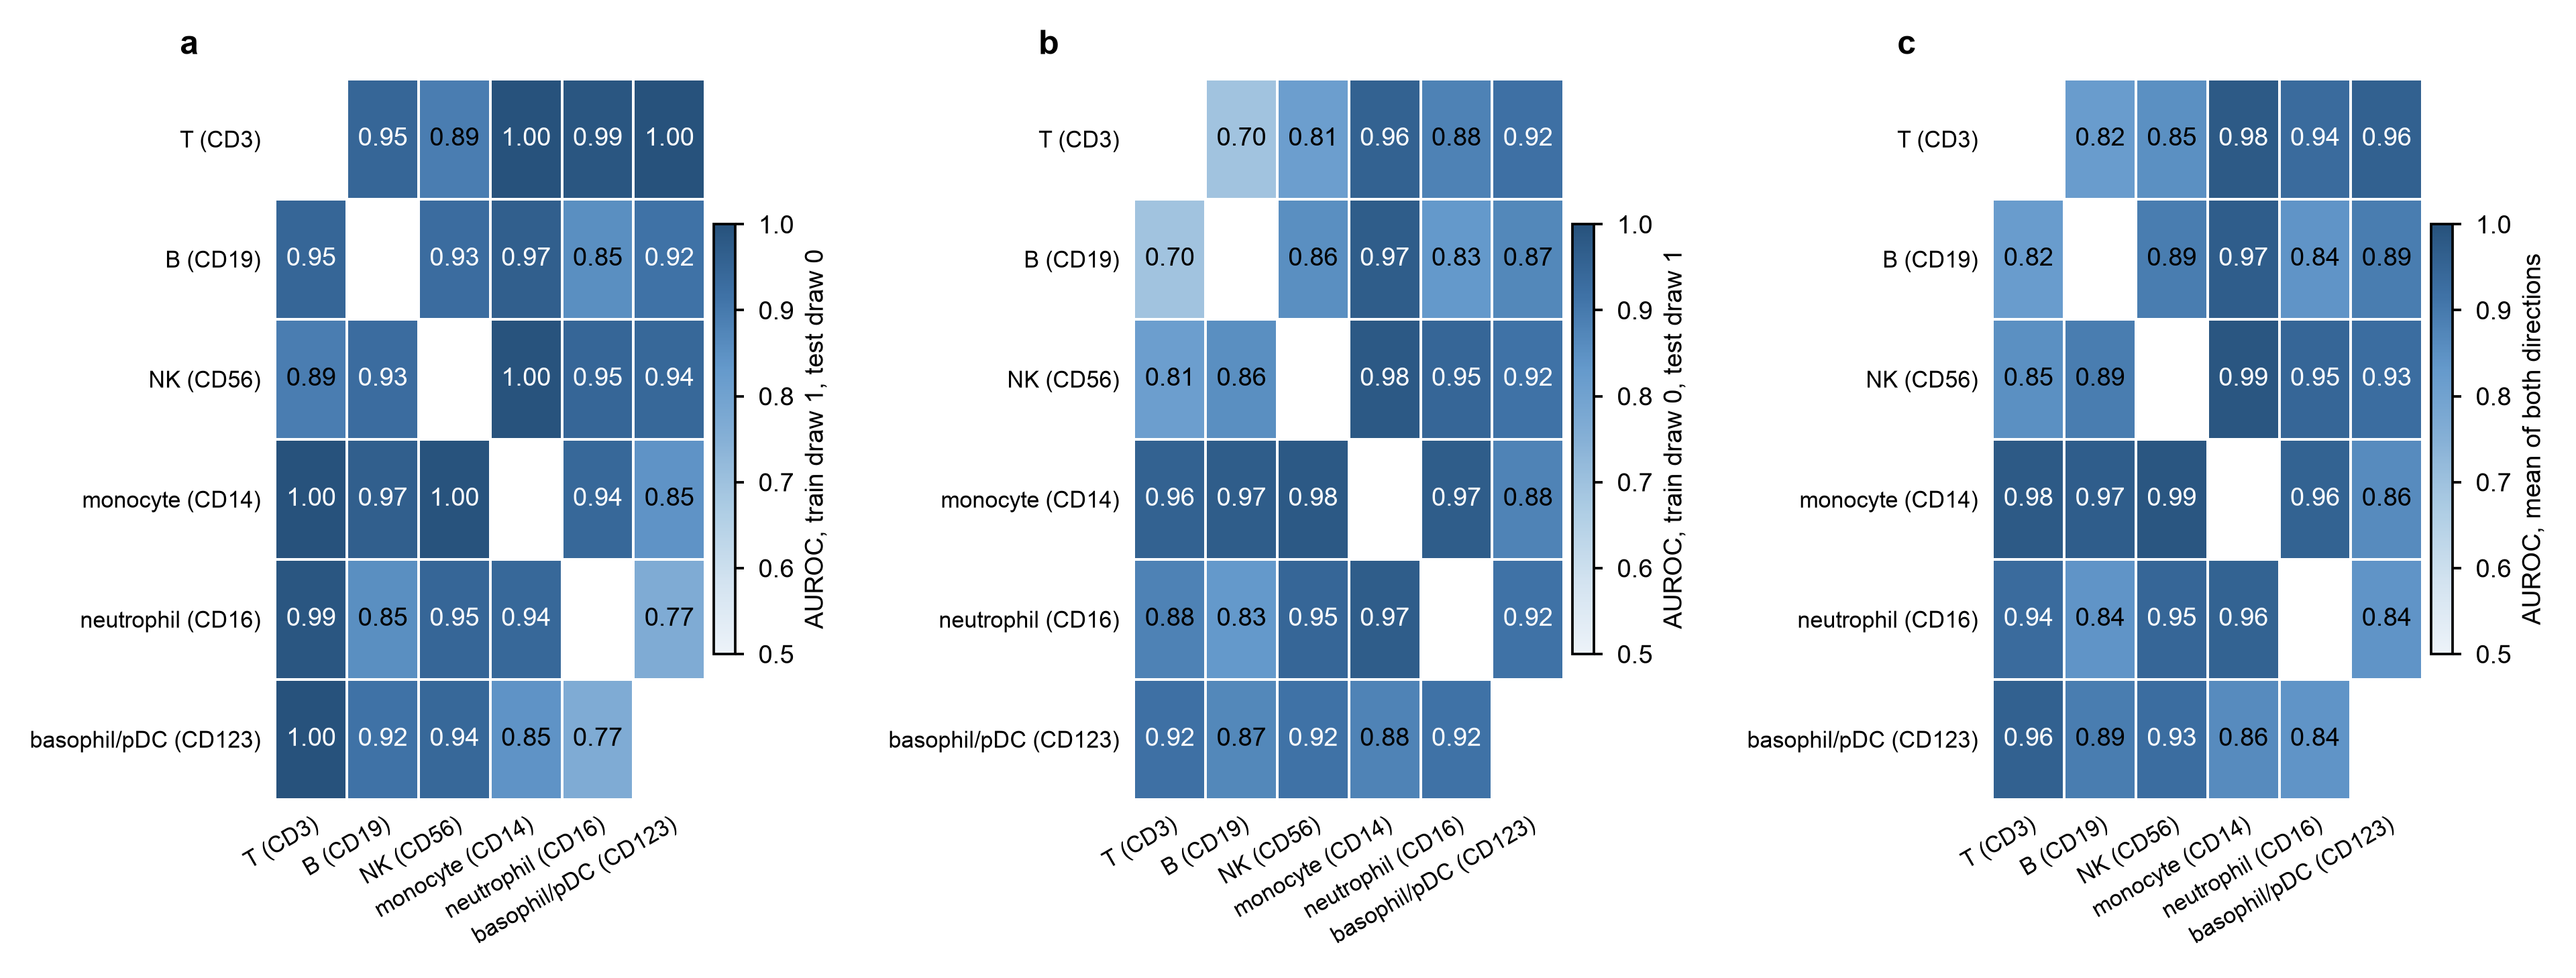 a
T (CD3) 0.95 0.89 1.00 0.99 1.00
B (CD19) 0.95 0.93 0.97 0.85 0.92
NK (CD56) 0.89 0.93 1.00 0.95 0.94
monocyte (CD14) 1.00 0.97 1.00 0.94 0.85
neutrophil (CD16) 0.99 0.85 0.95 0.94 0.77
basophil/pDC (CD123) 1.00 0.92 0.94 0.85 0.77
T (CD3)
B (CD19)
NK (CD56)
monocyte (CD14)
neutrophil (CD16)
basophil/pDC (CD123)
1.0
0.9
0.8
0.7
0.6
0.5
AUROC, train draw 1, test draw 0
b
T (CD3) 0.70 0.81 0.96 0.88 0.92
B (CD19) 0.70 0.86 0.97 0.83 0.87
NK (CD56) 0.81 0.86 0.98 0.95 0.92
monocyte (CD14) 0.96 0.97 0.98 0.97 0.88
neutrophil (CD16) 0.88 0.83 0.95 0.97 0.92
basophil/pDC (CD123) 0.92 0.87 0.92 0.88 0.92
T (CD3)
B (CD19)
NK (CD56)
monocyte (CD14)
neutrophil (CD16)
basophil/pDC (CD123)
1.0
0.9
0.8
0.7
0.6
0.5
AUROC, train draw 0, test draw 1
c
T (CD3) 0.82 0.85 0.98 0.94 0.96
B (CD19) 0.82 0.89 0.97 0.84 0.89
NK (CD56) 0.85 0.89 0.99 0.95 0.93
monocyte (CD14) 0.98 0.97 0.99 0.96 0.86
neutrophil (CD16) 0.94 0.84 0.95 0.96 0.84
basophil/pDC (CD123) 0.96 0.89 0.93 0.86 0.84
T (CD3)
B (CD19)
NK (CD56)
monocyte (CD14)
neutrophil (CD16)
basophil/pDC (CD123)
1.0
0.9
0.8
0.7
0.6
0.5
AUROC, mean of both directions